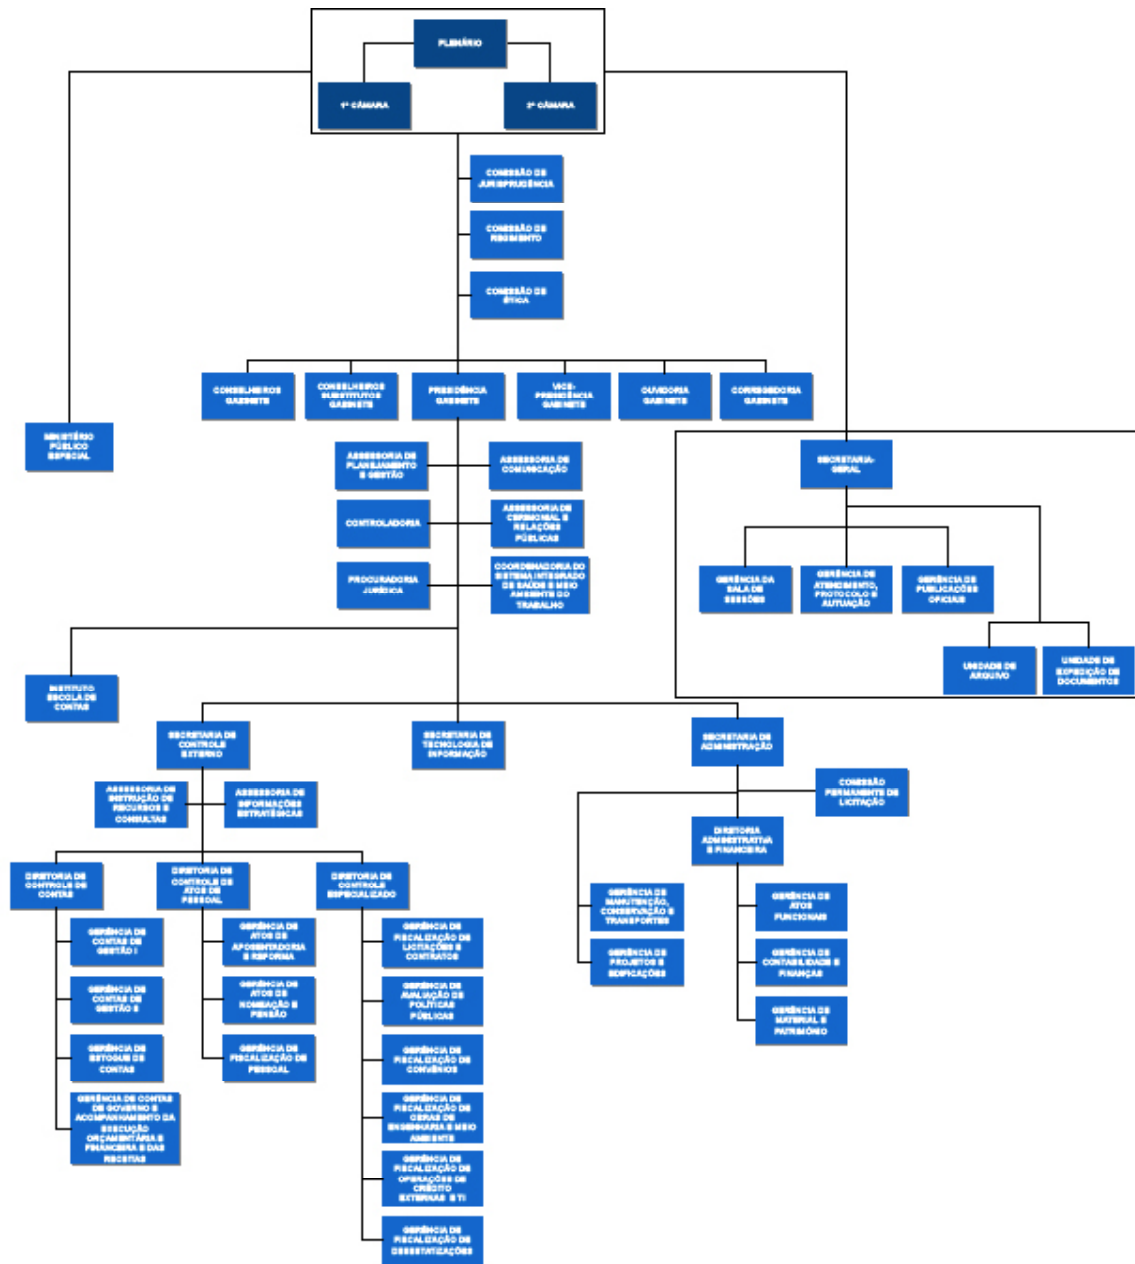 PLENÁRIO
1ª CÂMARA
2ª CÂMARA
COMISSÃO DE
JURISPRUDÊNCIA
COMISSÃO DE
REGIMENTO
COMISSÃO DE
ÉTICA
CONSELHEIROS
GABINETE
CONSELHEIROS
SUBSTITUTOS
GABINETE
PRESIDÊNCIA
GABINETE
VICE-
PRESIDÊNCIA
GABINETE
OUVIDORIA
GABINETE
CORREGEDORIA
GABINETE
MINISTÉRIO
PÚBLICO
ESPECIAL
ASSESSORIA DE
PLANEJAMENTO
E GESTÃO
ASSESSORIA DE
COMUNICAÇÃO
CONTROLADORIA
ASSESSORIA DE
CERIMONIAL E
RELAÇÕES
PÚBLICAS
PROCURADORIA
JURÍDICA
COORDENADORIA DO
SISTEMA INTEGRADO
DE SAÚDE E MEIO
AMBIENTE DO
TRABALHO
SECRETARIA-
GERAL
GERÊNCIA DA
SALA DE
SESSÕES
GERÊNCIA DE
ATENDIMENTO,
PROTOCOLO E
AUTUAÇÃO
GERÊNCIA DE
PUBLICAÇÕES
OFICIAIS
UNIDADE DE
ARQUIVO
UNIDADE DE
EXPEDIÇÃO DE
DOCUMENTOS
INSTITUTO
ESCOLA DE
CONTAS
SECRETARIA DE
CONTROLE
EXTERNO
SECRETARIA DE
TECNOLOGIA DE
INFORMAÇÃO
SECRETARIA DE
ADMINISTRAÇÃO
ASSESSORIA DE
INSTRUÇÃO DE
RECURSOS E
CONSULTAS
ASSESSORIA DE
INFORMAÇÕES
ESTRATÉGICAS
COMISSÃO
PERMANENTE DE
LICITAÇÃO
DIRETORIA
ADMINISTRATIVA
E FINANCEIRA
DIRETORIA DE
CONTROLE DE
CONTAS
DIRETORIA DE
CONTROLE DE
ATOS DE
PESSOAL
DIRETORIA DE
CONTROLE
ESPECIALIZADO
GERÊNCIA DE
MANUTENÇÃO,
CONSERVAÇÃO E
TRANSPORTES
GERÊNCIA DE
ATOS
FUNCIONAIS
GERÊNCIA DE
PROJETOS E
EDIFICAÇÕES
GERÊNCIA DE
CONTABILIDADE E
FINANÇAS
GERÊNCIA DE
MATERIAL E
PATRIMÔNIO
GERÊNCIA DE
CONTAS DE
GESTÃO I
GERÊNCIA DE
CONTAS DE
GESTÃO
GERÊNCIA DE
ESTOQUE DE
CONTAS
GERÊNCIA DE CONTAS
DE GOVERNO E
ACOMPANHAMENTO DA
EXECUÇÃO
ORÇAMENTÁRIA E
FINANCEIRA E DAS
RECEITAS
GERÊNCIA DE
ATOS DE
APOSENTADORIA
E REFORMA
GERÊNCIA DE
ATOS DE
NOMEAÇÃO E
PENSÃO
GERÊNCIA DE
FISCALIZAÇÃO DE
PESSOAL
GERÊNCIA DE
FISCALIZAÇÃO DE
LICITAÇÕES E
CONTRATOS
GERÊNCIA DE
AVALIAÇÃO DE
POLÍTICAS
PÚBLICAS
GERÊNCIA DE
FISCALIZAÇÃO DE
CONVÊNIOS
GERÊNCIA DE
FISCALIZAÇÃO DE
OBRAS DE
ENGENHARIA E MEIO
AMBIENTE
GERÊNCIA DE
FISCALIZAÇÃO DE
OPERAÇÕES DE
CRÉDITO
EXTERNAS E TI
GERÊNCIA DE
FISCALIZAÇÃO DE
DESESTATIZAÇÕES